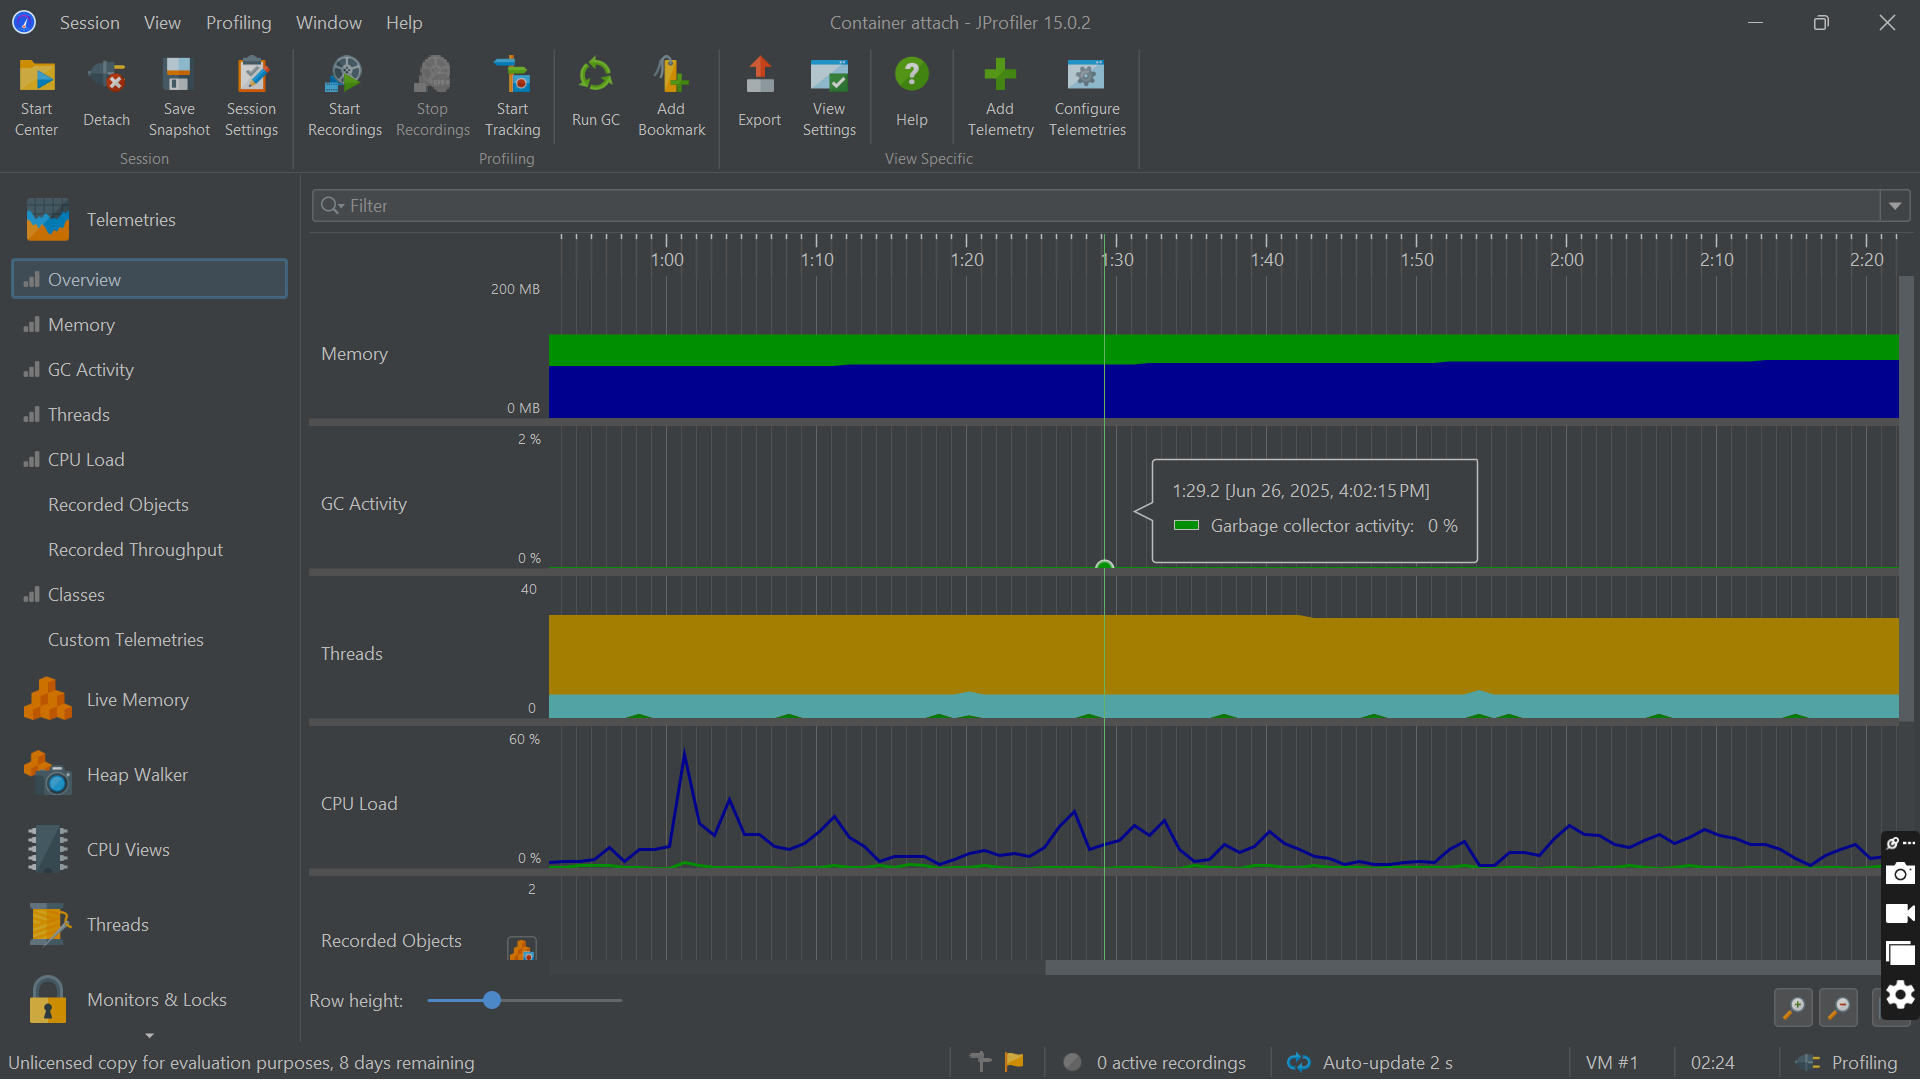 Session View Profiling Window Help
Container attach - JProfiler 15.0.2
Start Center
Detach
Save Snapshot
Session Settings
Start Recordings
Stop Recordings
Start Tracking
Run GC
Add Bookmark
Export
View Settings
Help
Add Telemetry
Configure Telemetries
Session
Profiling
View Specific
Telemetries
Overview
Memory
GC Activity
Threads
CPU Load
Recorded Objects
Recorded Throughput
Classes
Custom Telemetries
Live Memory
Heap Walker
CPU Views
Threads
Monitors & Locks
Filter
1:00 1:10 1:20 1:30 1:40 1:50 2:00 2:10 2:20
200 MB
Memory
0 MB
2 %
GC Activity
0 %
1:29.2 [Jun 26, 2025, 4:02:15 PM]
Garbage collector activity: 0 %
40
Threads
0
60 %
CPU Load
0 %
2
Recorded Objects
Row height:
Unlicensed copy for evaluation purposes, 8 days remaining
0 active recordings
Auto-update 2 s
VM #1
02:24
Profiling